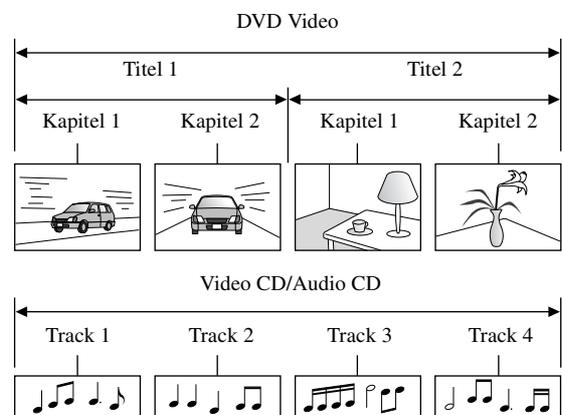 DVD Video
Titel 1 Titel 2
Kapitel 1 Kapitel 2 Kapitel 1 Kapitel 2
Video CD/Audio CD
Track 1 Track 2 Track 3 Track 4